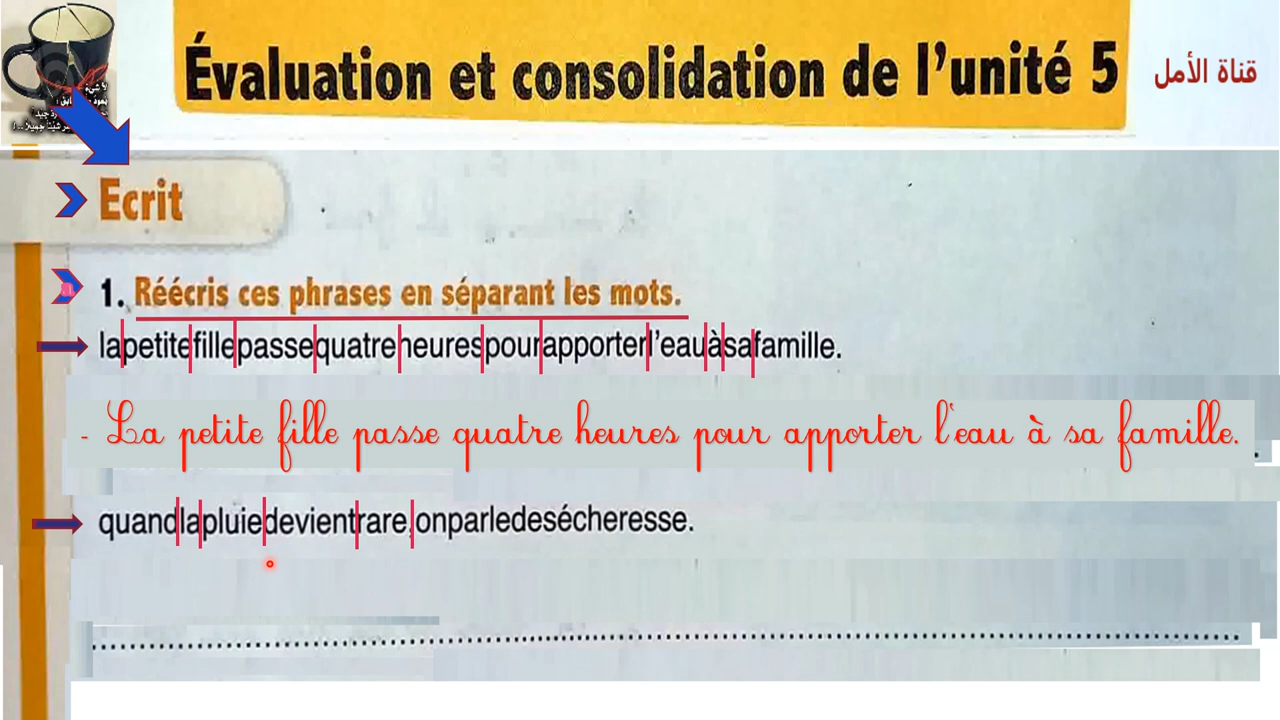 Évaluation et consolidation de l'unité 5
قناة الأمل
Ecrit
1. Réécris ces phrases en séparant les mots.
lapetitefillepassequatreheurespourapporterl'eauàsafamille.
- La petite fille passe quatre heures pour apporter l'eau à sa famille.
quandlapluiedevientrare,onparledesécheresse.